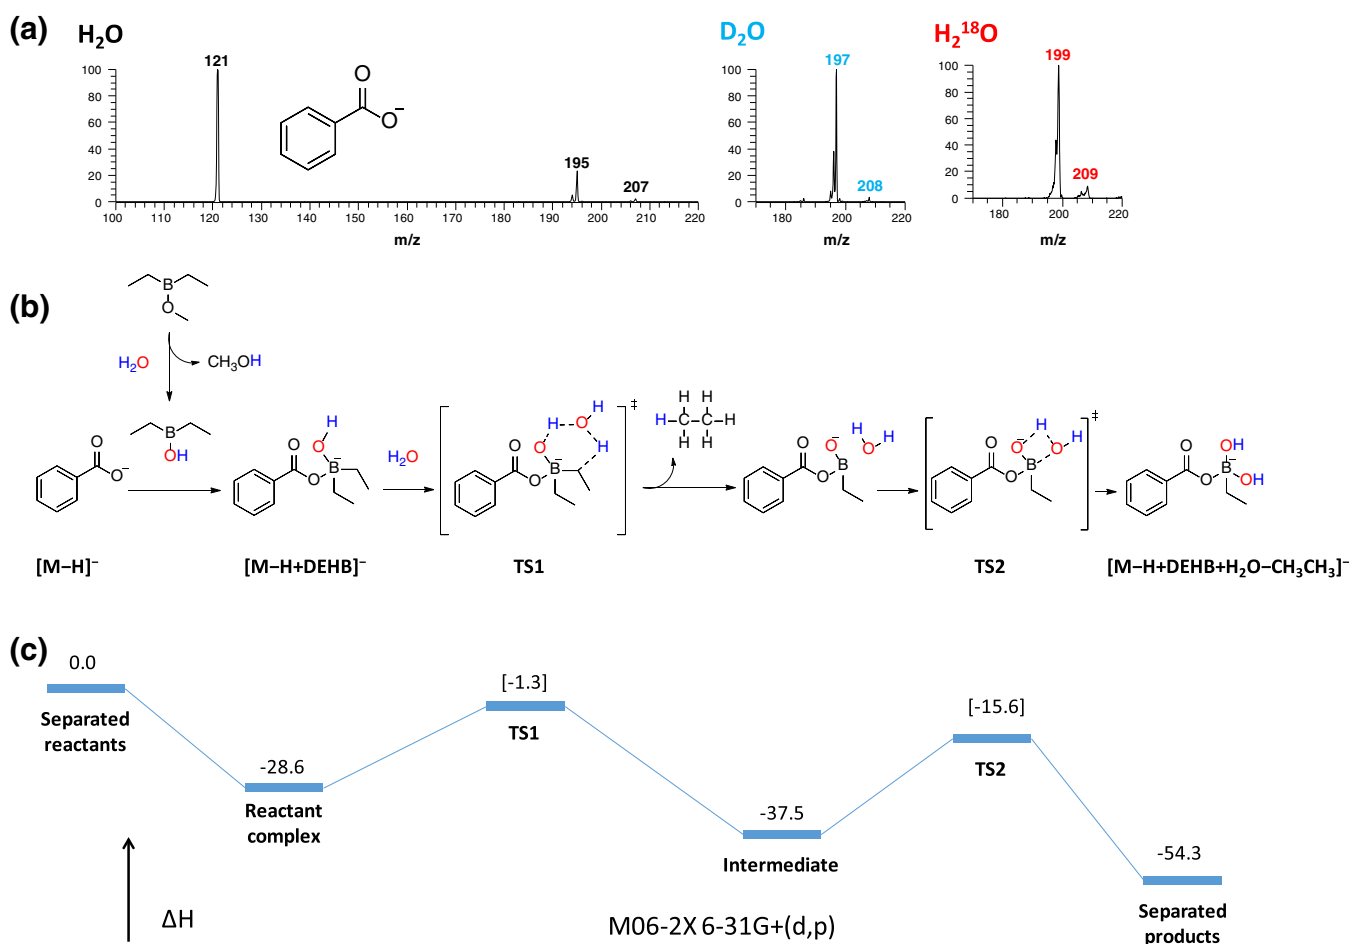 (a)
H₂O
D₂O
H₂¹⁸O
121
195
207
197
208
199
209
100
80
60
40
20
0
100 110 120 130 140 150 160 170 180 190 200 210 220
m/z
100
80
60
40
20
0
180 200 220
m/z
100
80
60
40
20
0
180 200 220
m/z
O
O⁻
(b)
B
O
H₂O
CH₃OH
B
OH
O
O⁻
[M–H]⁻
H
O
O
O
B⁻
[M–H+DEHB]⁻
H₂O
H
H
O
O
H
O
O
B⁻
‡
TS1
H H
H C C H
H H
O⁻
H
O
H
O
O
B
O⁻
H
O
H
O
O
B
‡
TS2
O
OH
O
B⁻
OH
[M–H+DEHB+H₂O–CH₃CH₃]⁻
(c)
0.0
Separated
reactants
-28.6
Reactant
complex
[-1.3]
TS1
-37.5
Intermediate
[-15.6]
TS2
-54.3
Separated
products
ΔH
M06-2X 6-31G+(d,p)